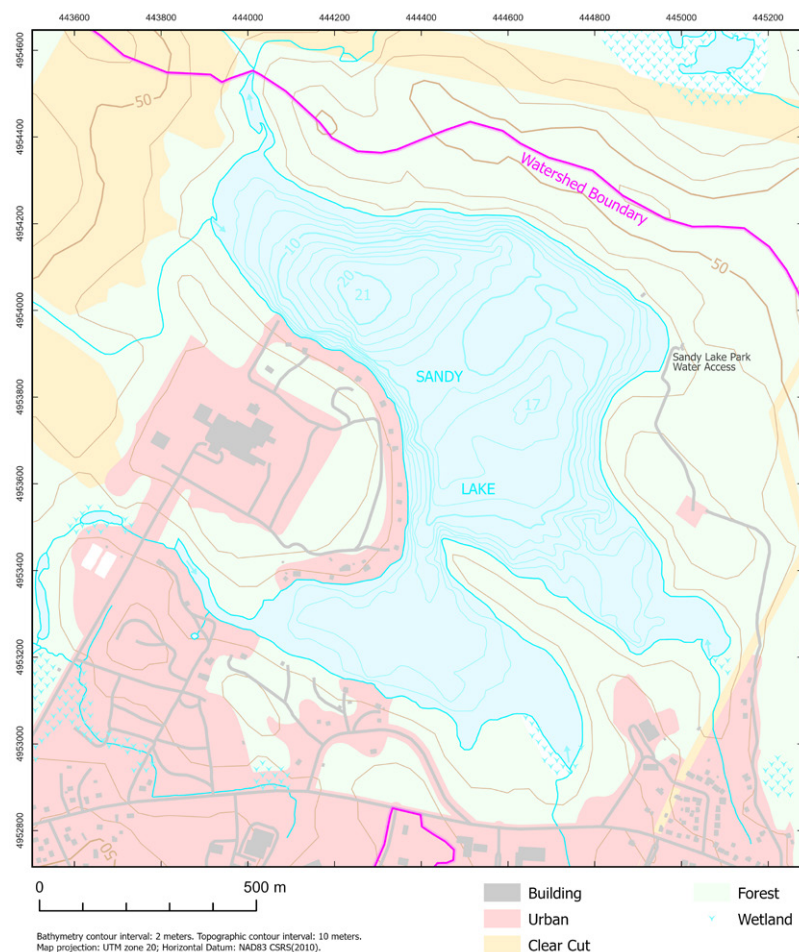 443600 443800 444000 444200 444400 444600 444800 445000 445200
4954600
4954400
4954200
4954000
4953800
4953600
4953400
4953200
4953000
4952800
50
Watershed Boundary
50
10
20
21
SANDY
17
LAKE
Sandy Lake Park
Water Access
50
0 500 m
Building
Urban
Clear Cut
Forest
Wetland
Bathymetry contour interval: 2 meters. Topographic contour interval: 10 meters.
Map projection: UTM zone 20; Horizontal Datum: NAD83 CSRS(2010).